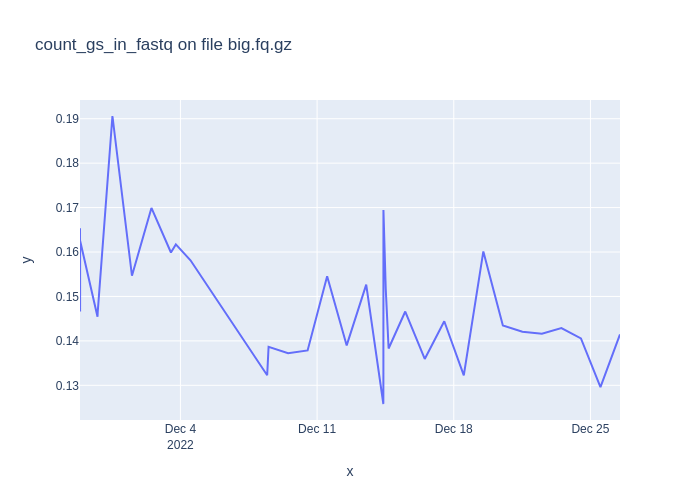 count_gs_in_fastq on file big.fq.gz
0.19
0.18
0.17
0.16
0.15
0.14
0.13
y
Dec 4
2022
Dec 11
Dec 18
Dec 25
x